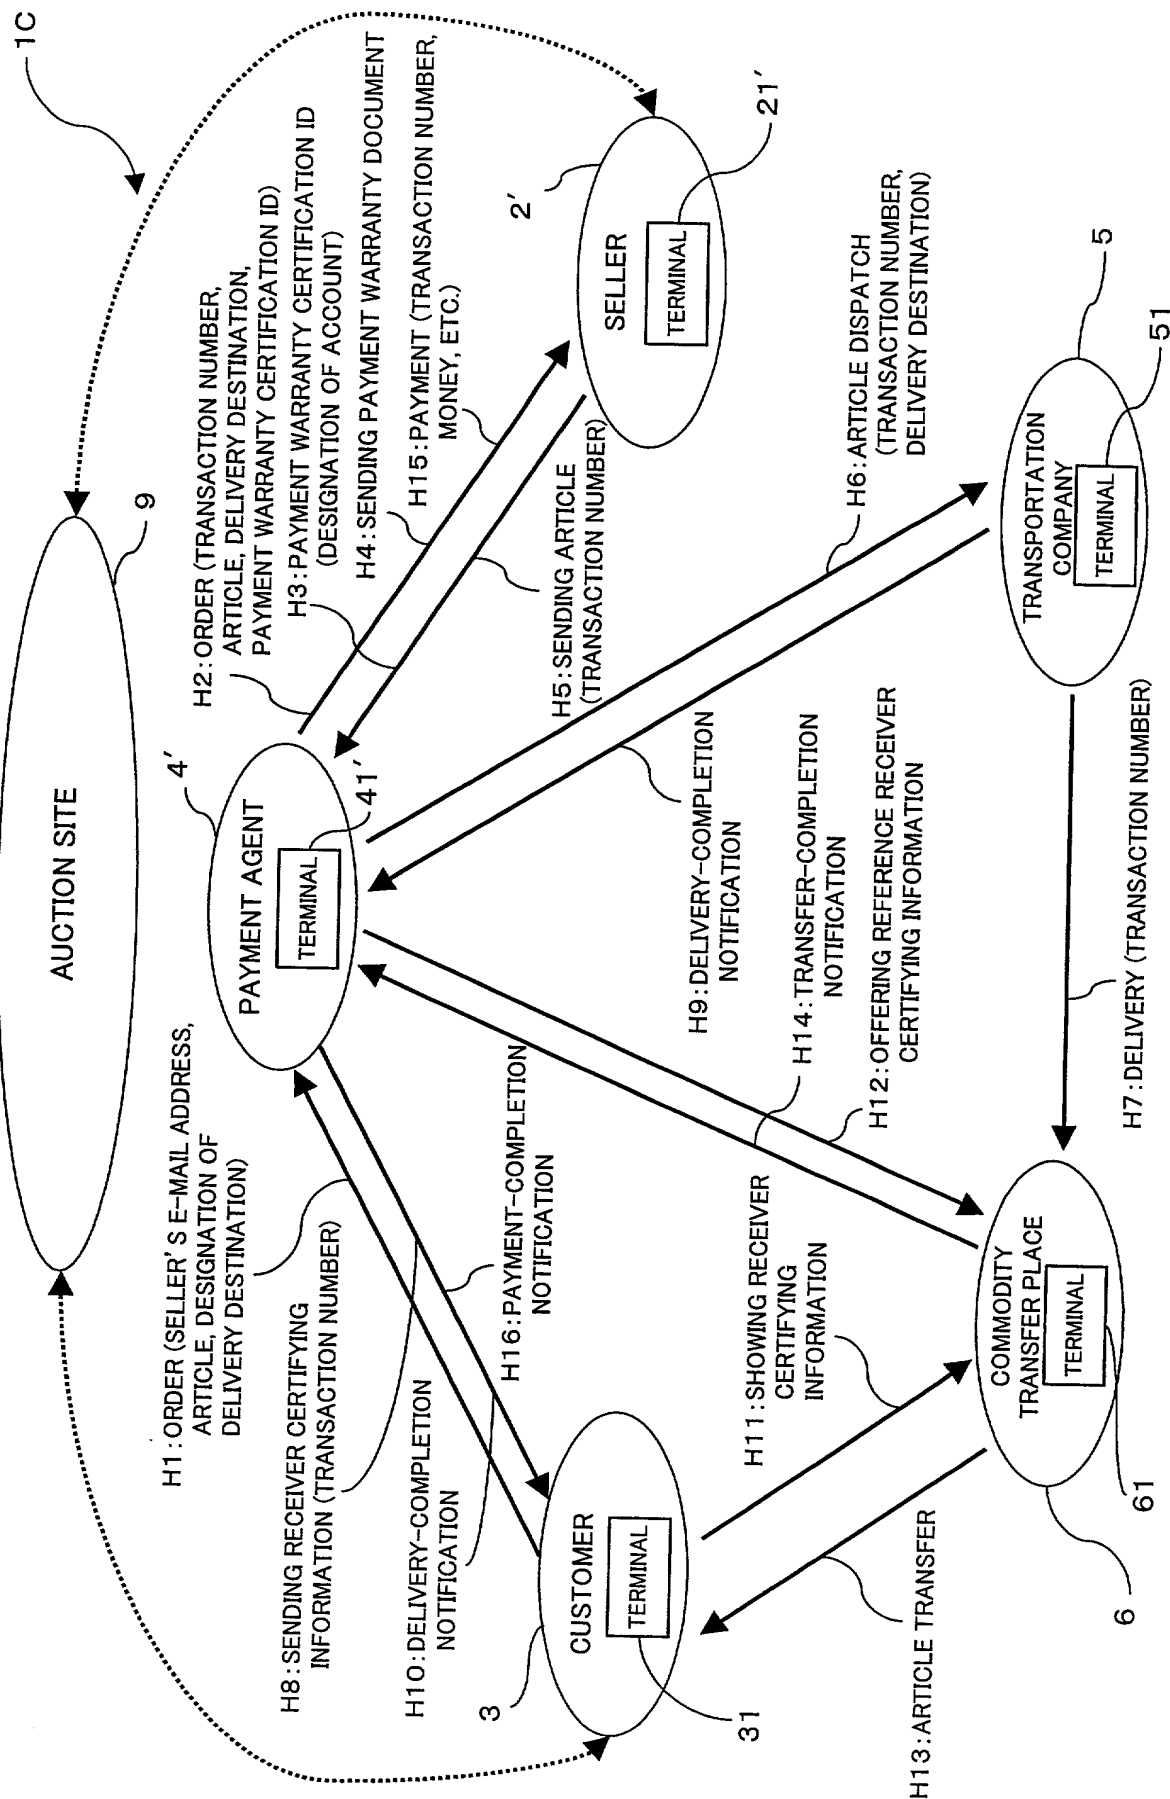 1C
AUCTION SITE
9
H1:ORDER (SELLER'S E-MAIL ADDRESS,
ARTICLE, DESIGNATION OF
DELIVERY DESTINATION)
H2:ORDER (TRANSACTION NUMBER,
ARTICLE, DELIVERY DESTINATION,
PAYMENT WARRANTY CERTIFICATION ID)
H3:PAYMENT WARRANTY CERTIFICATION ID
(DESIGNATION OF ACCOUNT)
H4:SENDING PAYMENT WARRANTY DOCUMENT
H15:PAYMENT (TRANSACTION NUMBER,
MONEY, ETC.)
4'
PAYMENT AGENT
TERMINAL
41'
H8:SENDING RECEIVER CERTIFYING
INFORMATION (TRANSACTION NUMBER)
H10:DELIVERY-COMPLETION
NOTIFICATION
H16:PAYMENT-COMPLETION
NOTIFICATION
H5:SENDING ARTICLE
(TRANSACTION NUMBER)
2'
SELLER
TERMINAL
21'
3
CUSTOMER
TERMINAL
31
H9:DELIVERY-COMPLETION
NOTIFICATION
H14:TRANSFER-COMPLETION
NOTIFICATION
H12:OFFERING REFERENCE RECEIVER
CERTIFYING INFORMATION
H11:SHOWING RECEIVER
CERTIFYING
INFORMATION
H6:ARTICLE DISPATCH
(TRANSACTION NUMBER,
DELIVERY DESTINATION)
H13:ARTICLE TRANSFER
COMMODITY
TRANSFER PLACE
TERMINAL
6
61
H7:DELIVERY (TRANSACTION NUMBER)
TRANSPORTATION
COMPANY
TERMINAL
5
51